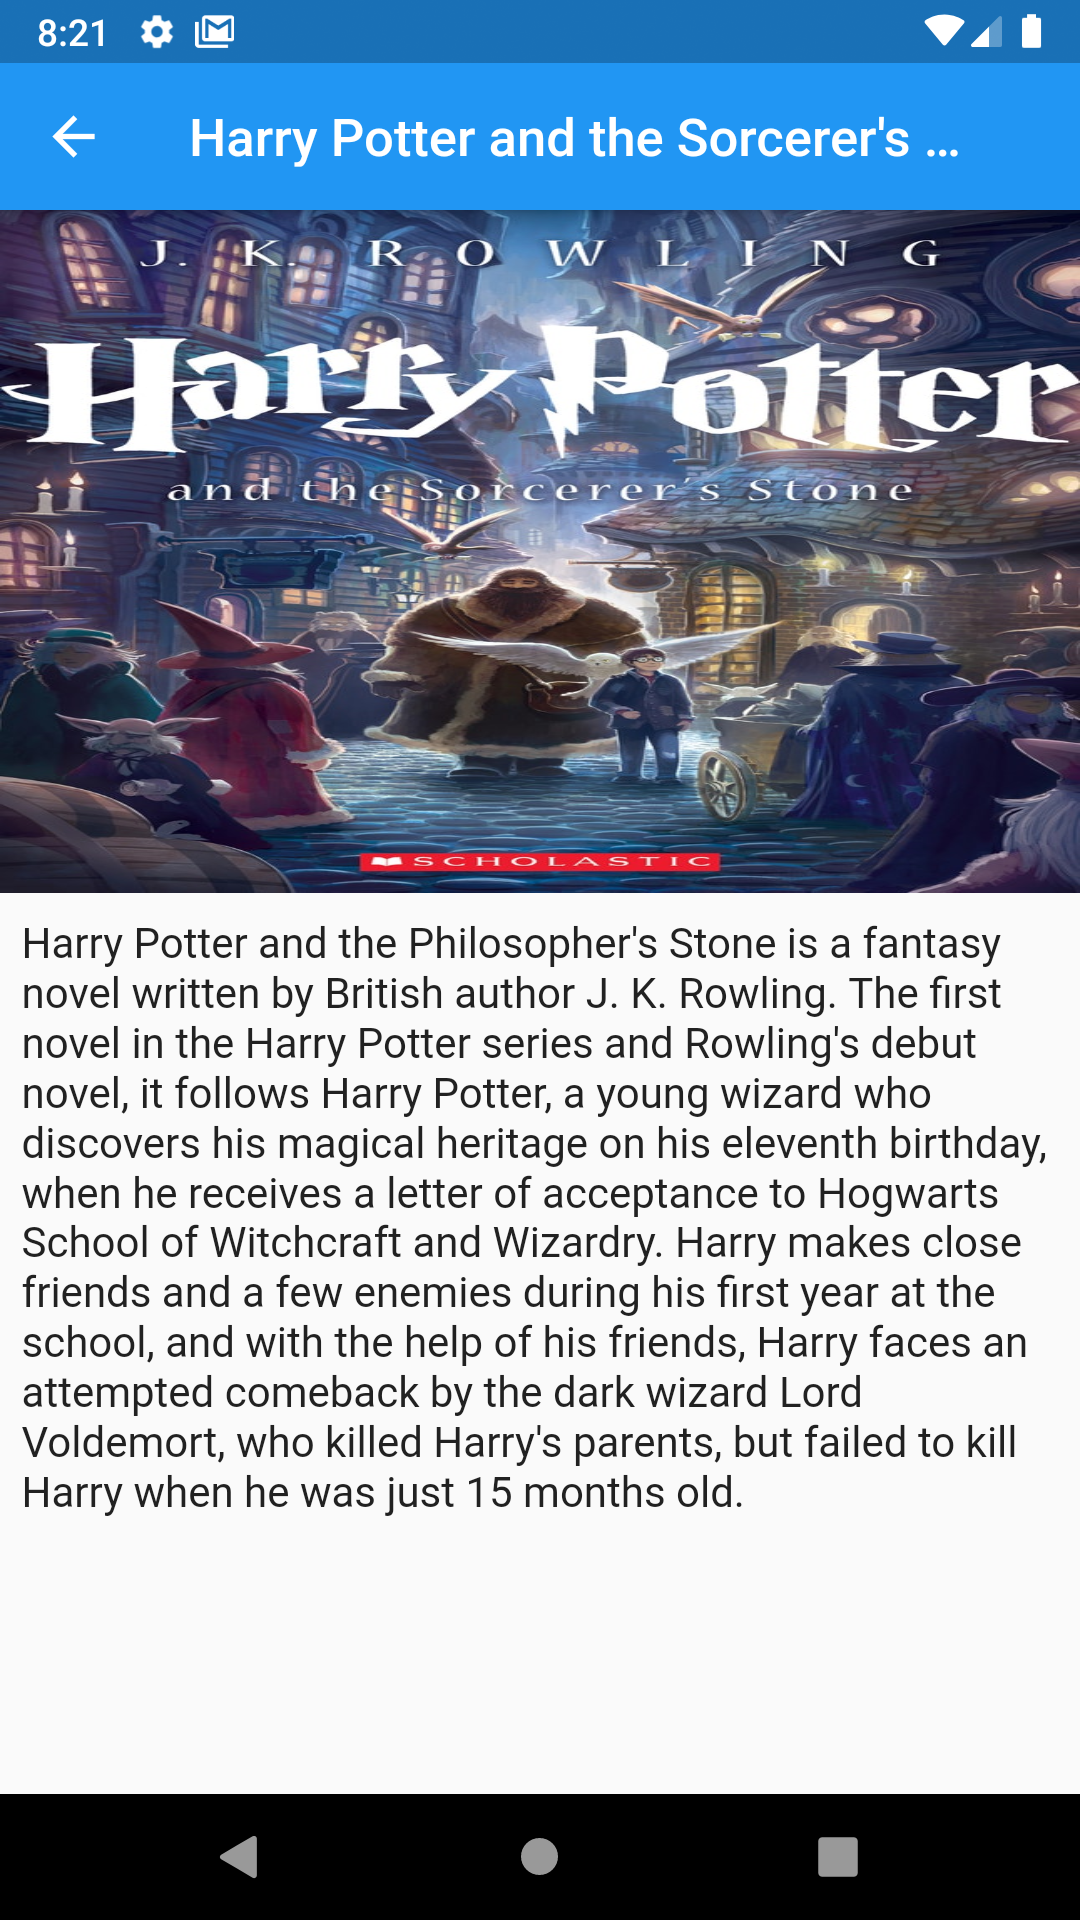 8:21
Harry Potter and the Sorcerer's ...
J. K. ROWLING
Harry Potter
and the Sorcerer's Stone
SCHOLASTIC
Harry Potter and the Philosopher's Stone is a fantasy
novel written by British author J. K. Rowling. The first
novel in the Harry Potter series and Rowling's debut
novel, it follows Harry Potter, a young wizard who
discovers his magical heritage on his eleventh birthday,
when he receives a letter of acceptance to Hogwarts
School of Witchcraft and Wizardry. Harry makes close
friends and a few enemies during his first year at the
school, and with the help of his friends, Harry faces an
attempted comeback by the dark wizard Lord
Voldemort, who killed Harry's parents, but failed to kill
Harry when he was just 15 months old.